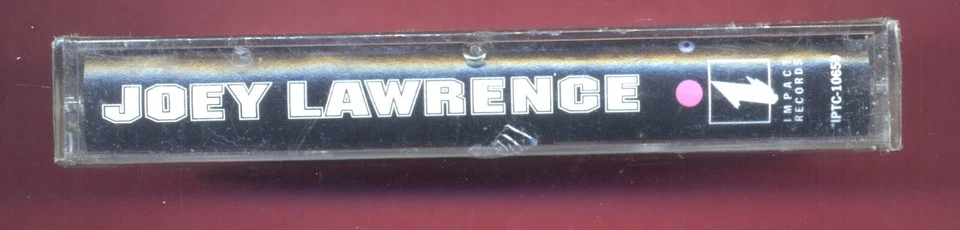 JOEY LAWRENCE
IMPACT
RECORDS
IPTC-10659